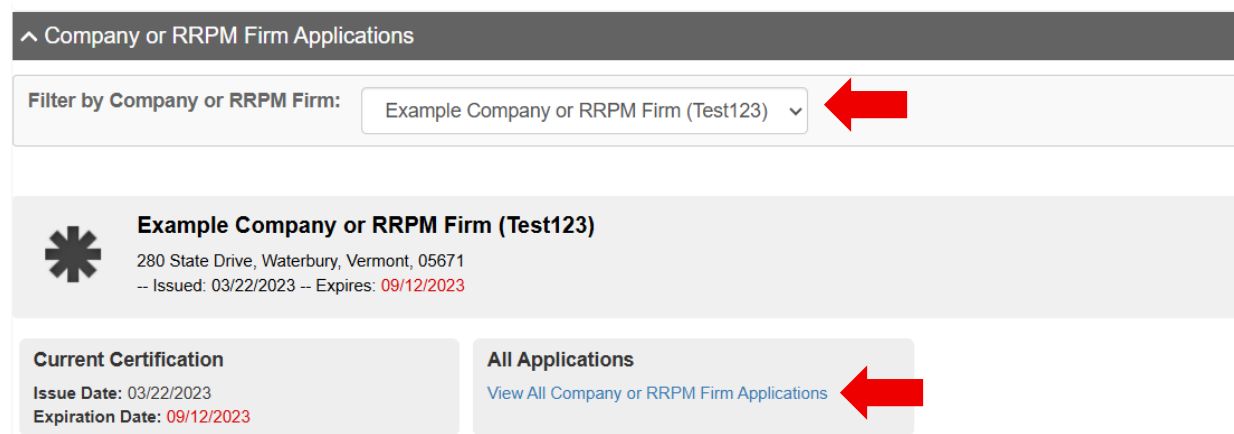 Company or RRPM Firm Applications
Filter by Company or RRPM Firm:
Example Company or RRPM Firm (Test123)
Example Company or RRPM Firm (Test123)
280 State Drive, Waterbury, Vermont, 05671
-- Issued: 03/22/2023 -- Expires: 09/12/2023
Current Certification
Issue Date: 03/22/2023
Expiration Date: 09/12/2023
All Applications
View All Company or RRPM Firm Applications